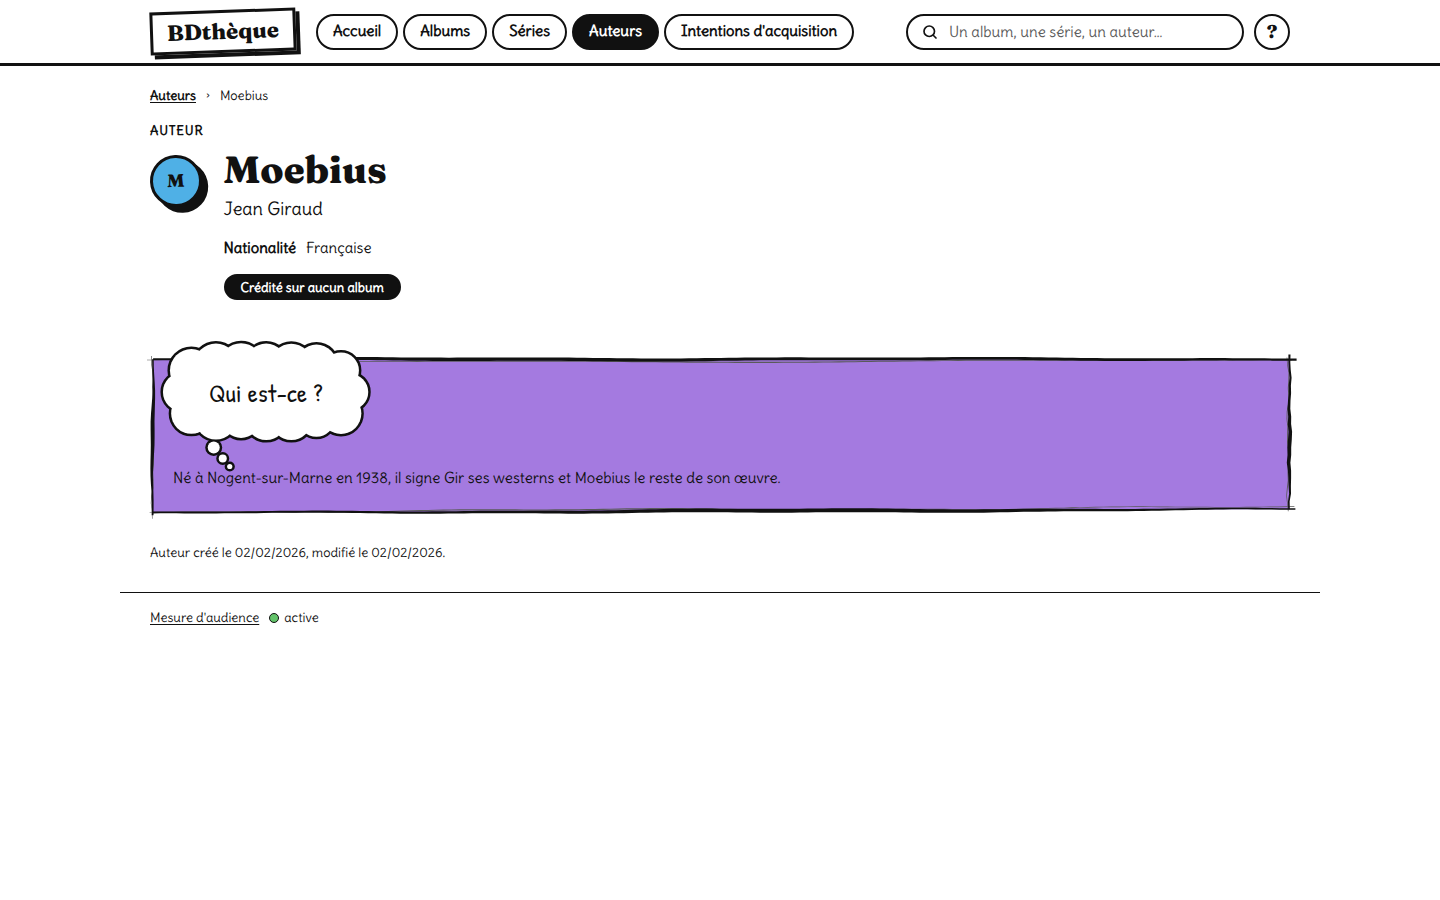 BDthèque
Accueil
Albums
Séries
Auteurs
Intentions d'acquisition
Un album, une série, un auteur...
?
Auteurs › Moebius
AUTEUR
M
Moebius
Jean Giraud
Nationalité Française
Crédité sur aucun album
Qui est-ce ?
Né à Nogent-sur-Marne en 1938, il signe Gir ses westerns et Moebius le reste de son œuvre.
Auteur créé le 02/02/2026, modifié le 02/02/2026.
Mesure d'audience active